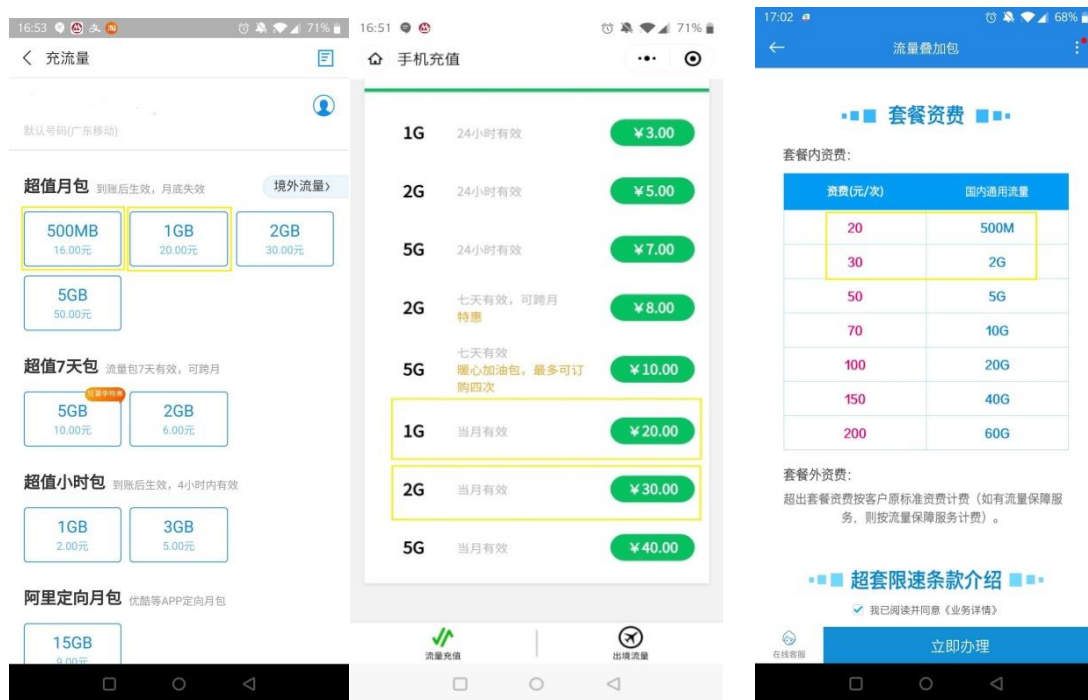 16:53
71%
充流量
默认号码(广东移动)
超值月包 到账后生效，月底失效
境外流量>
500MB 1GB 2GB
16.00元 20.00元 30.00元
5GB
50.00元
超值7天包 流量包7天有效，可跨月
5GB 2GB
10.00元 6.00元
超值小时包 到账后生效，4小时内有效
1GB 3GB
2.00元 5.00元
阿里定向月包 优酷等APP定向月包
15GB
9.00元
16:51
71%
手机充值
1G 24小时有效 ¥3.00
2G 24小时有效 ¥5.00
5G 24小时有效 ¥7.00
2G 七天有效，可跨月 ¥8.00
特惠
七天有效
5G 暖心加油包，最多可订 ¥10.00
购四次
1G 当月有效 ¥20.00
2G 当月有效 ¥30.00
5G 当月有效 ¥40.00
流量充值 出境流量
17:02
68%
流量叠加包
套餐资费
套餐内资费：
资费(元/次) 国内通用流量
20 500M
30 2G
50 5G
70 10G
100 20G
150 40G
200 60G
套餐外资费：
超出套餐资费按客户原标准资费计费（如有流量保障服
务，则按流量保障服务计费）。
超套限速条款介绍
我已阅读并同意《业务详情》
在线客服
立即办理